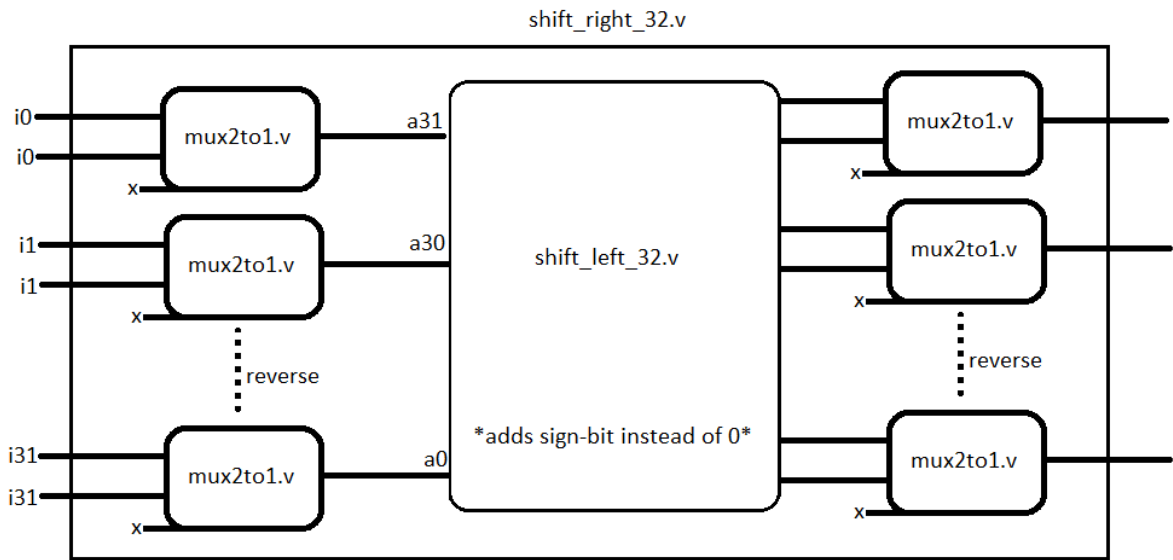 shift_right_32.v
i0
i0
mux2to1.v
x
a31
mux2to1.v
x
i1
i1
mux2to1.v
x
a30
shift_left_32.v
mux2to1.v
x
reverse
reverse
*adds sign-bit instead of 0*
i31
i31
mux2to1.v
x
a0
mux2to1.v
x